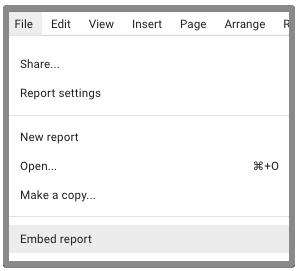 File Edit View Insert Page Arrange R
Share...
Report settings
New report
Open... ⌘+O
Make a copy...
Embed report